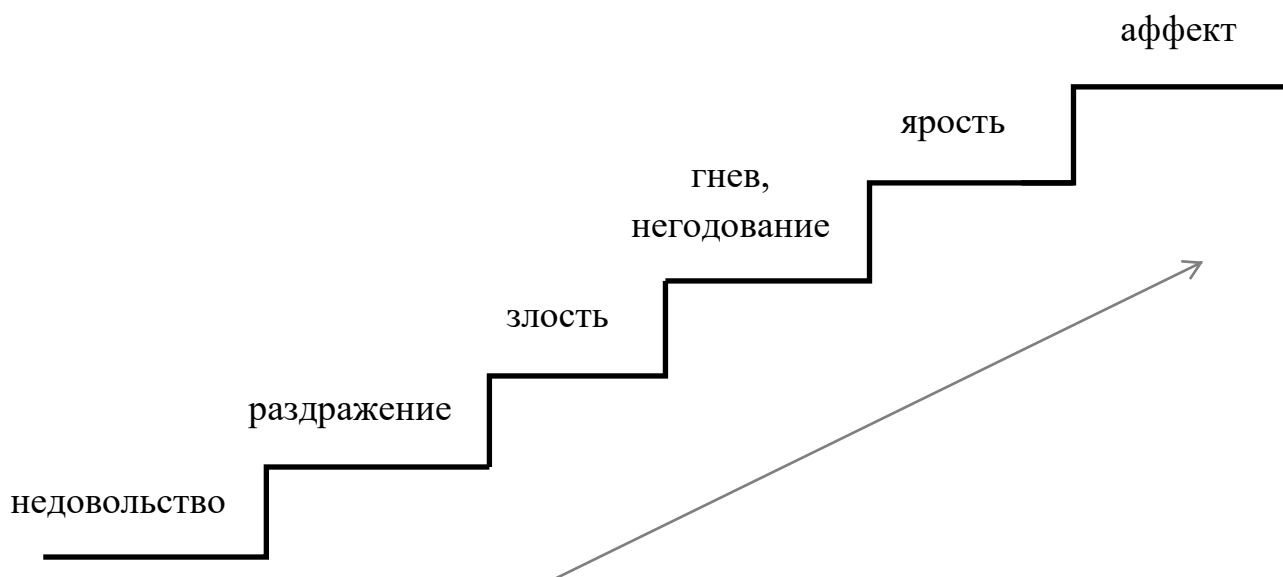 аффект
ярость
гнев,
негодование
злость
раздражение
недовольство